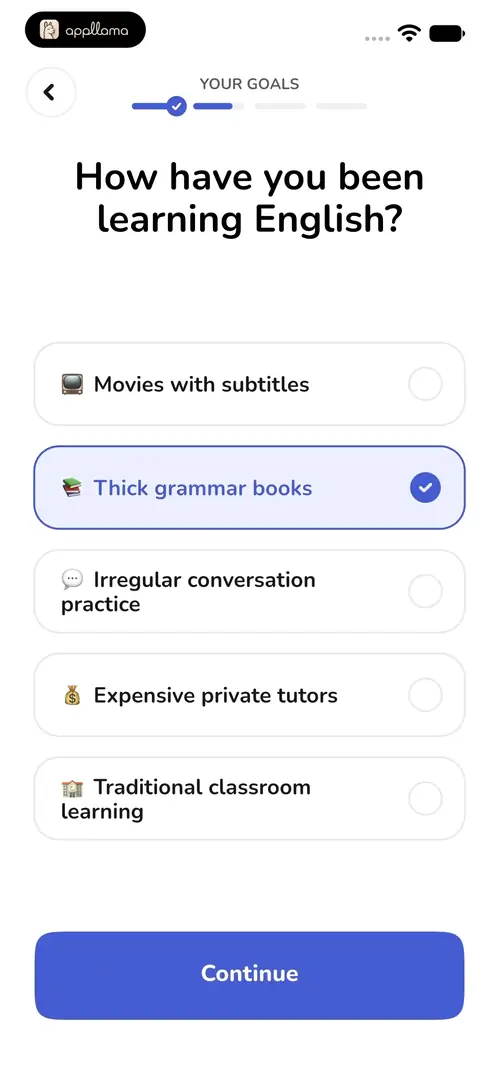 appllama
YOUR GOALS
How have you been
learning English?
Movies with subtitles
Thick grammar books
Irregular conversation
practice
Expensive private tutors
Traditional classroom
learning
Continue